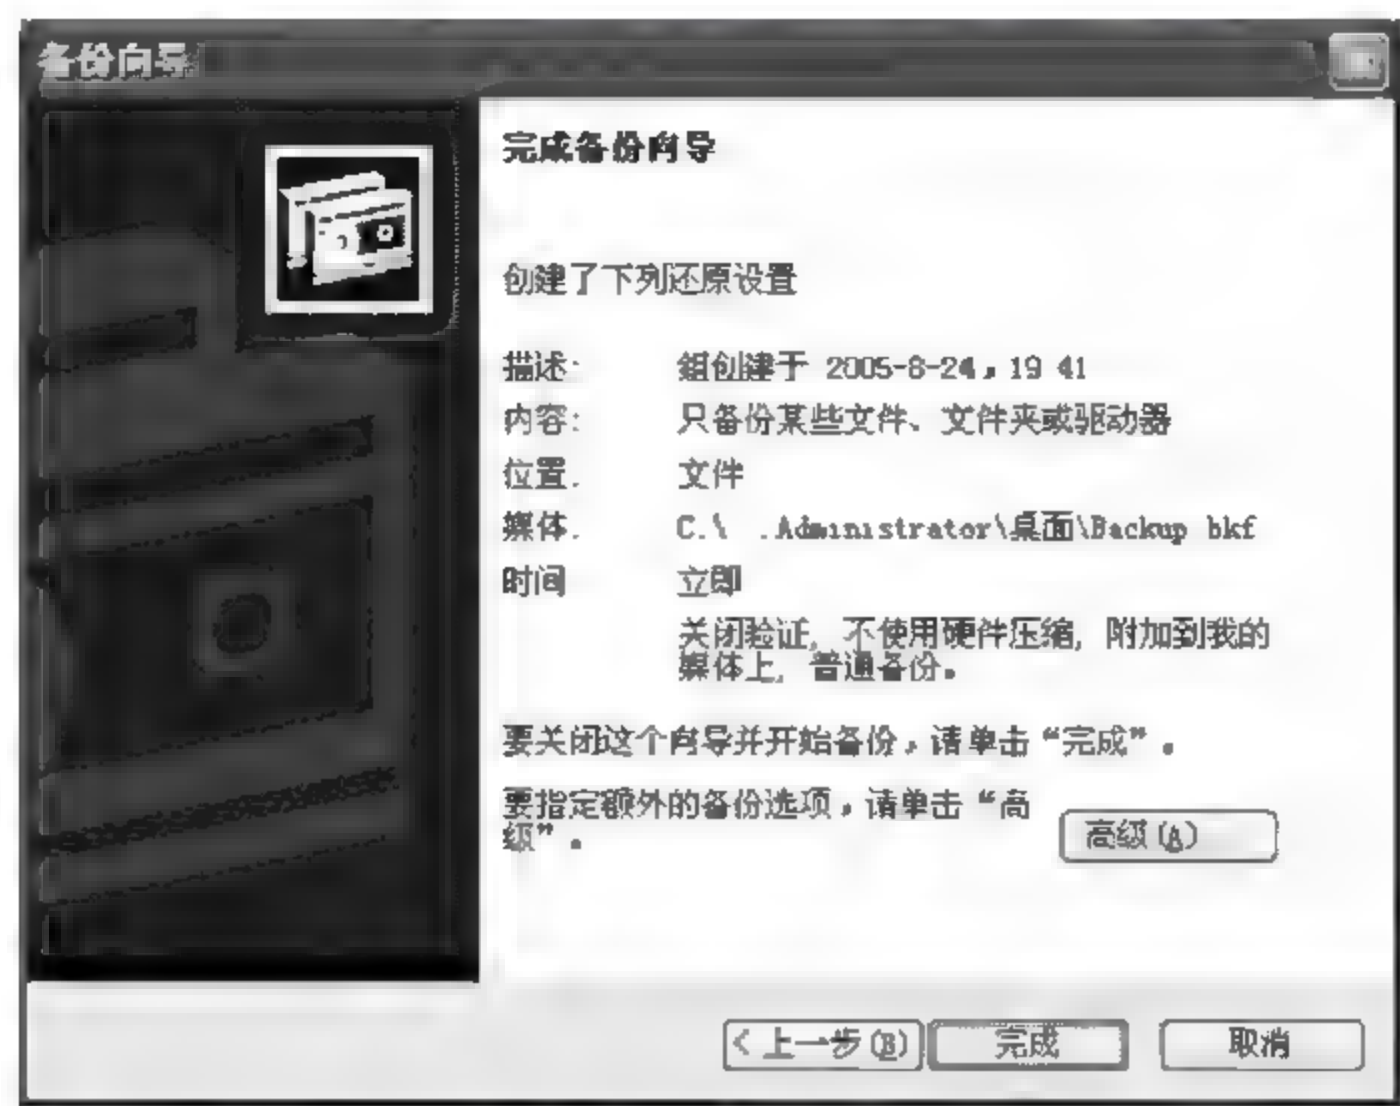 备份向导
完成备份向导
创建了下列还原设置
描述: 组创建于 2005-8-24，19 41
内容: 只备份某些文件、文件夹或驱动器
位置. 文件
媒体. C.\ .Administrator\桌面\Backup bkf
时间 立即
关闭验证, 不使用硬件压缩, 附加到我的
媒体上, 普通备份。
要关闭这个向导并开始备份，请单击“完成”。
要指定额外的备份选项，请单击“高
级”。
高级(A)
< 上一步(B) 完成 取消